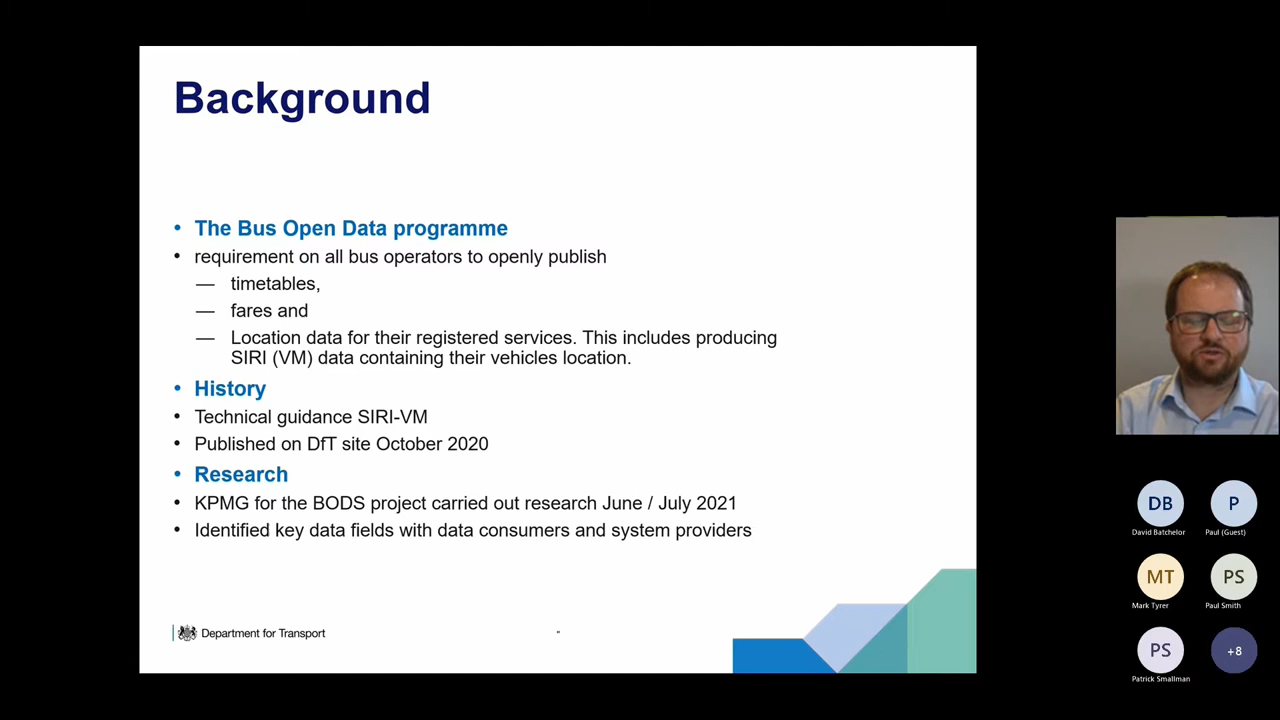 Background
• The Bus Open Data programme
• requirement on all bus operators to openly publish
— timetables,
— fares and
— Location data for their registered services. This includes producing
SIRI (VM) data containing their vehicles location.
• History
• Technical guidance SIRI-VM
• Published on DfT site October 2020
• Research
• KPMG for the BODS project carried out research June / July 2021
• Identified key data fields with data consumers and system providers
Department for Transport
DB
P
David Batchelor
Paul (Guest)
MT
PS
Mark Tyrer
Paul Smith
PS
+8
Patrick Smallman